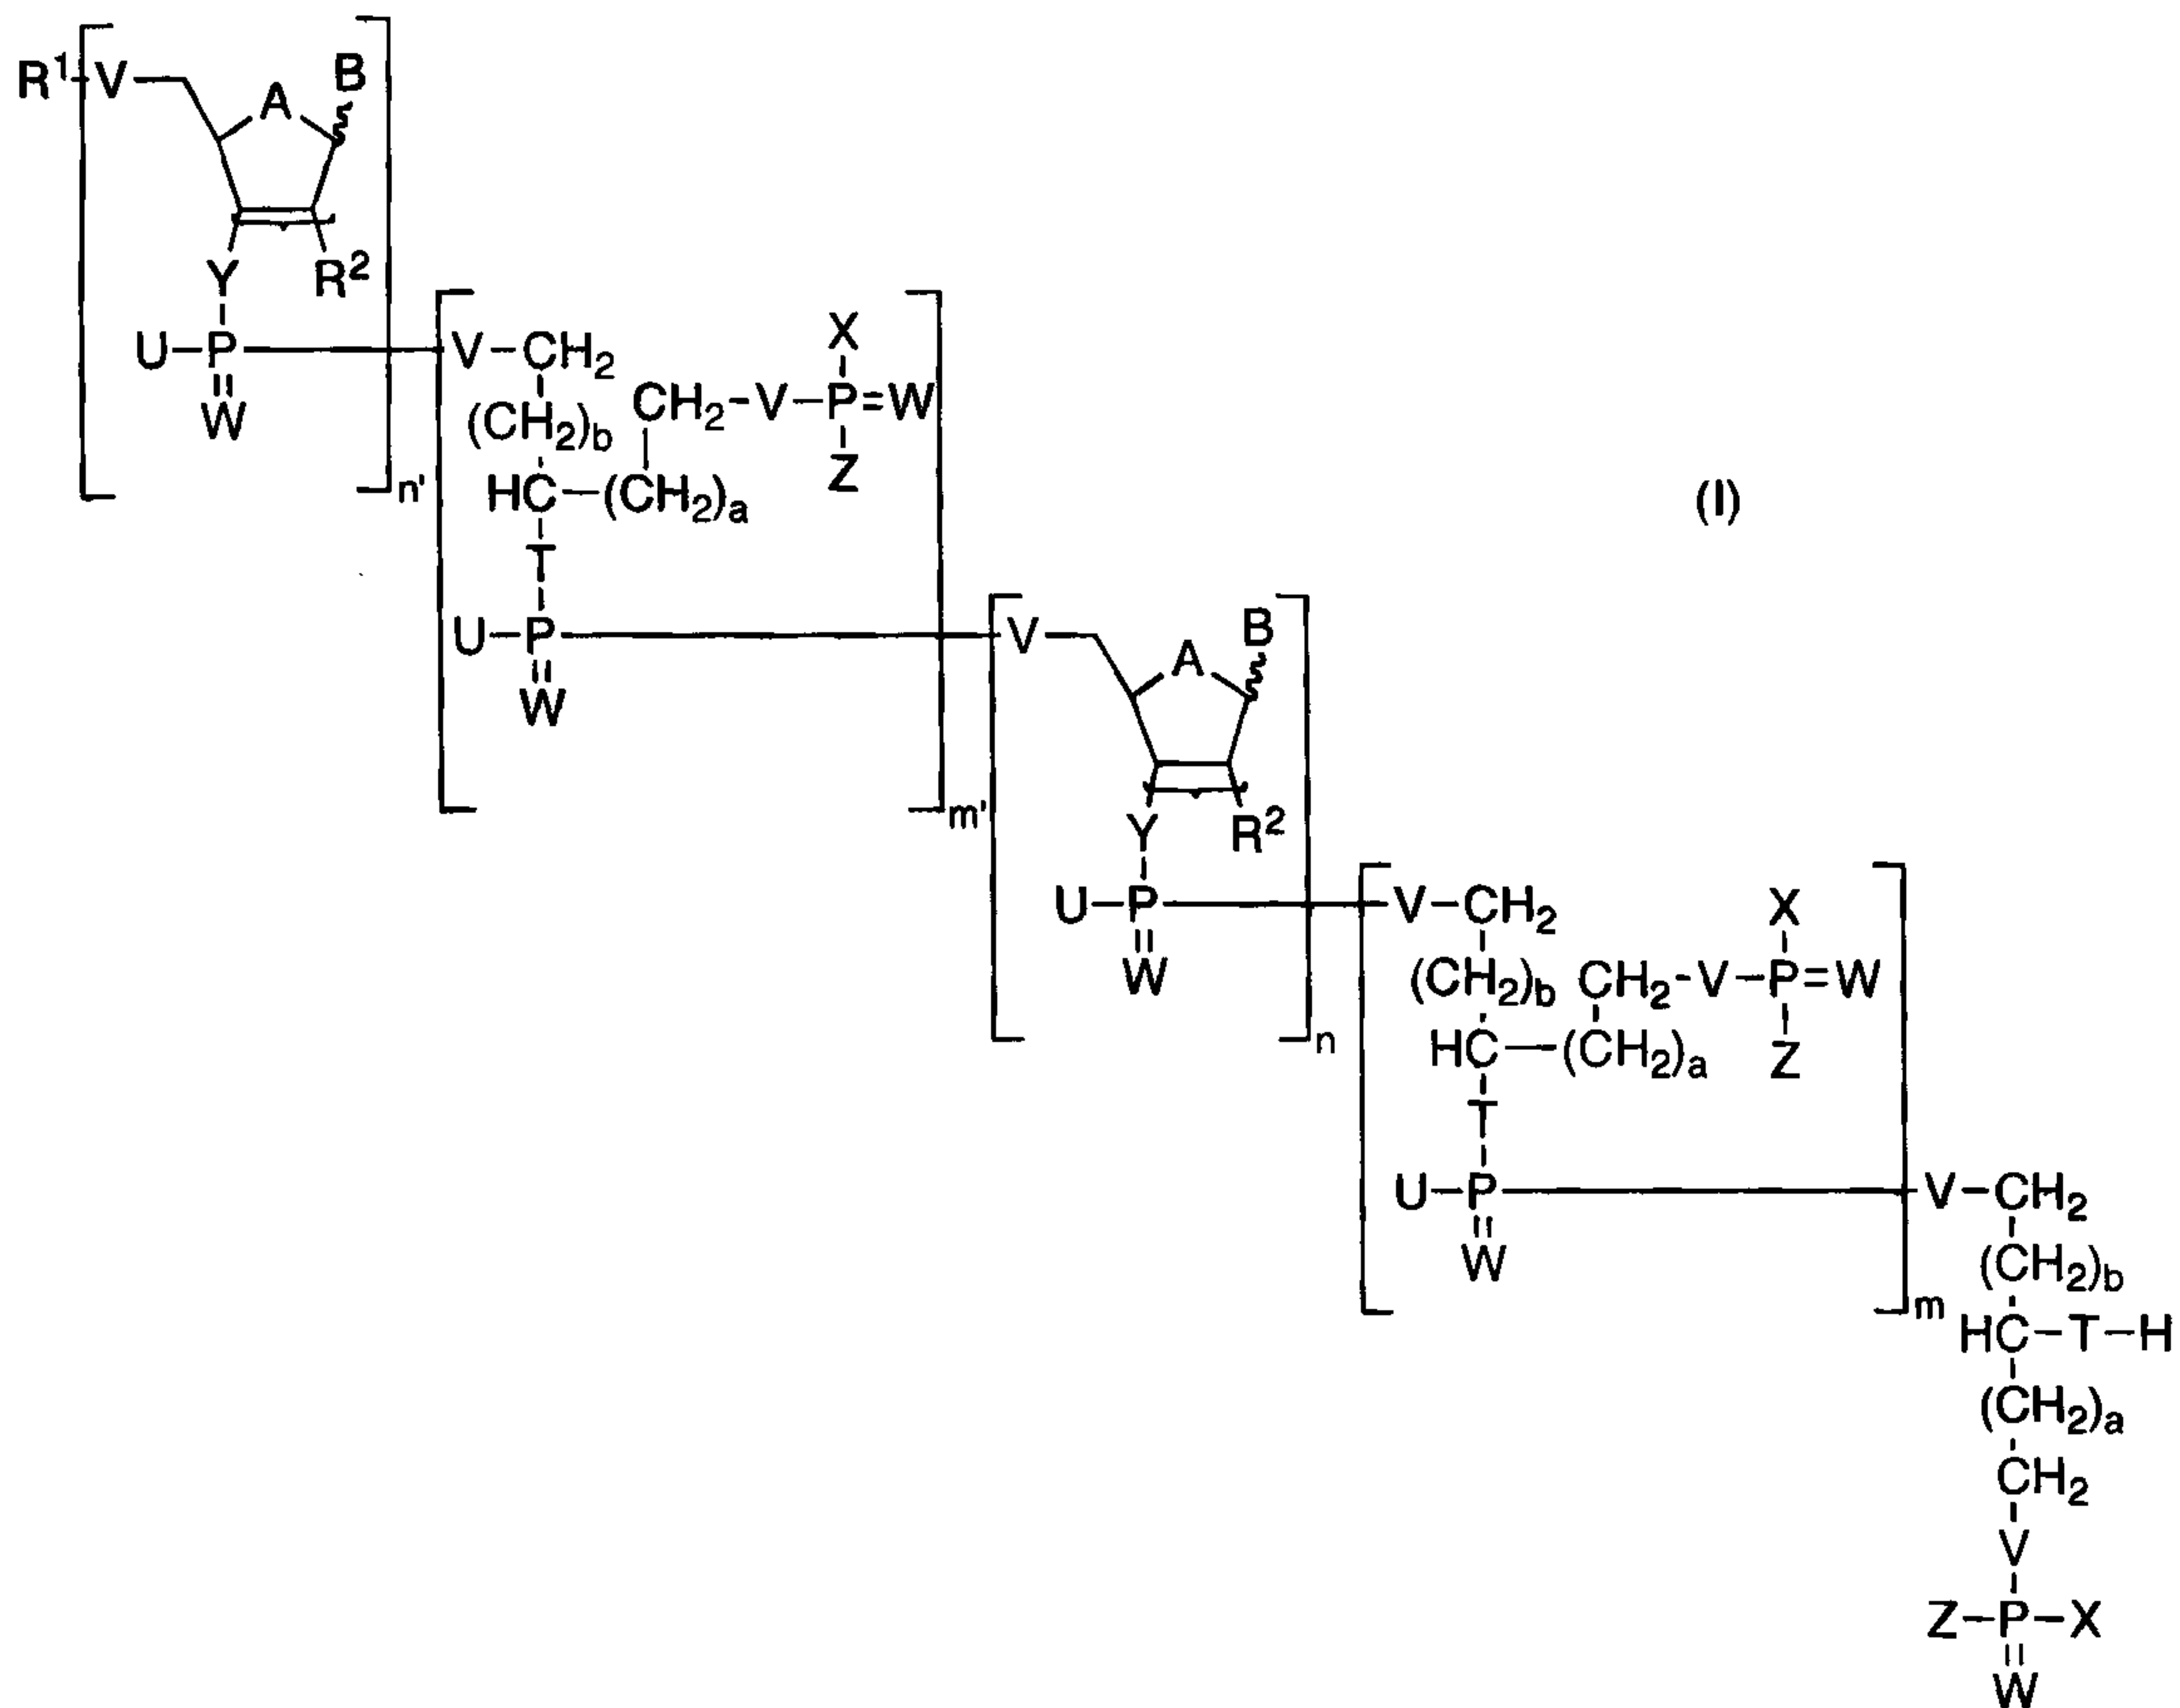 R¹ V A B
Y R²
U P V CH₂ X
W (CH₂)b CH₂ V P=W
n' HC (CH₂)a Z (I)
T
U P V A B
W
m' Y R²
U P V CH₂ X
W (CH₂)b CH₂-V-P=W
n HC (CH₂)a Z
T
U P V-CH₂
W (CH₂)b
m HC-T-H
(CH₂)a
CH₂
V
Z-P-X
W